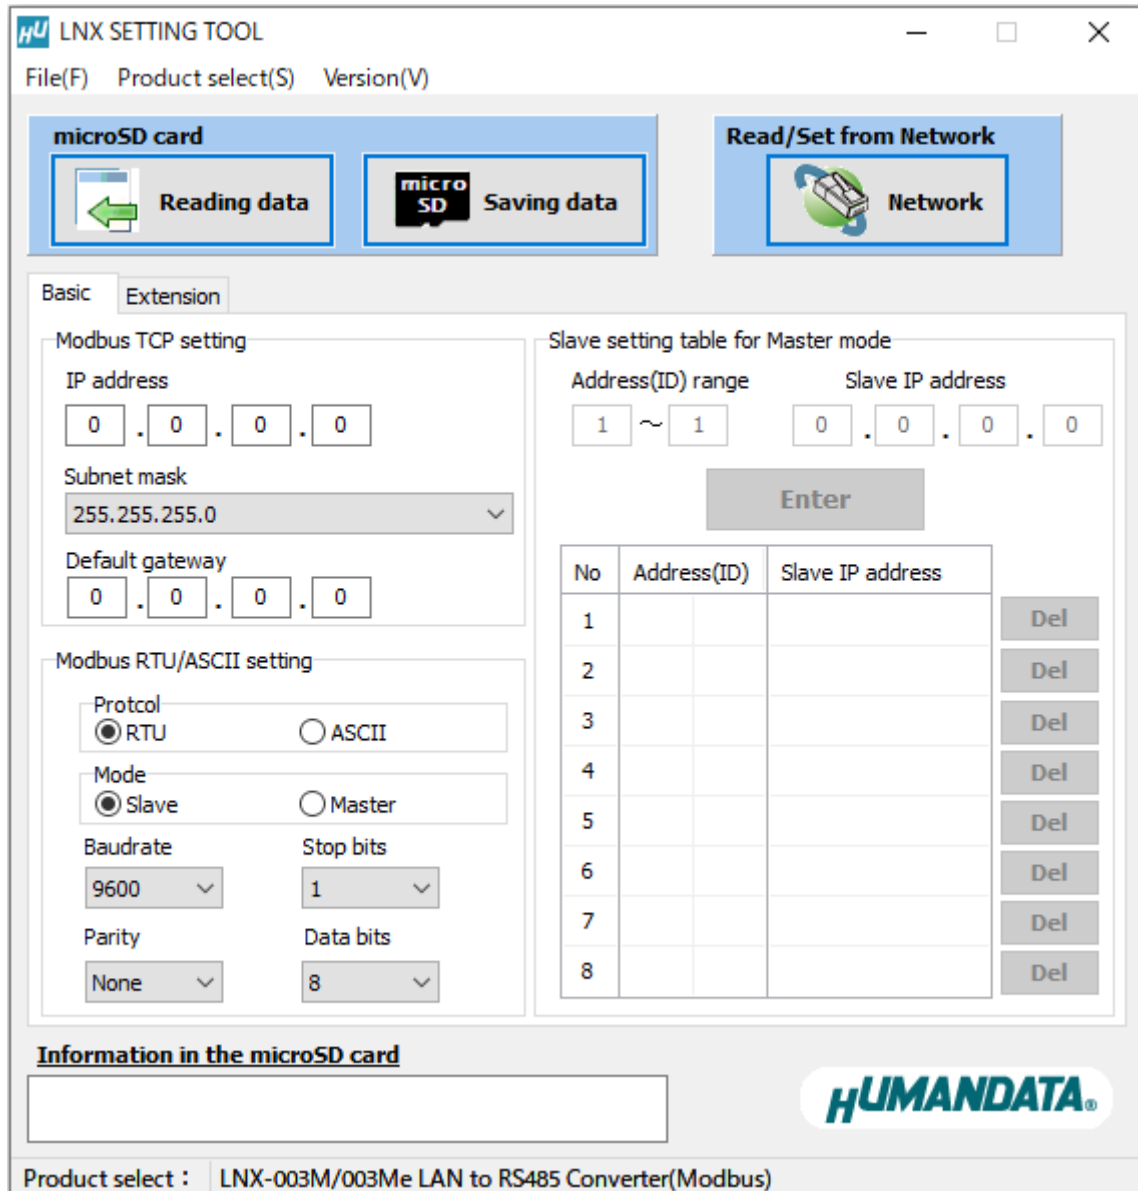 HU LNX SETTING TOOL
File(F) Product select(S) Version(V)
microSD card
Reading data
micro
SD
Saving data
Read/Set from Network
Network
Basic Extension
Modbus TCP setting
IP address
0 . 0 . 0 . 0
Subnet mask
255.255.255.0
Default gateway
0 . 0 . 0 . 0
Modbus RTU/ASCII setting
Protcol
RTU ASCII
Mode
Slave Master
Baudrate Stop bits
9600 1
Parity Data bits
None 8
Slave setting table for Master mode
Address(ID) range Slave IP address
1 ~ 1 0 . 0 . 0 . 0
Enter
No Address(ID) Slave IP address
1 Del
2 Del
3 Del
4 Del
5 Del
6 Del
7 Del
8 Del
Information in the microSD card
HUMANDATA®
Product select : LNX-003M/003Me LAN to RS485 Converter(Modbus)